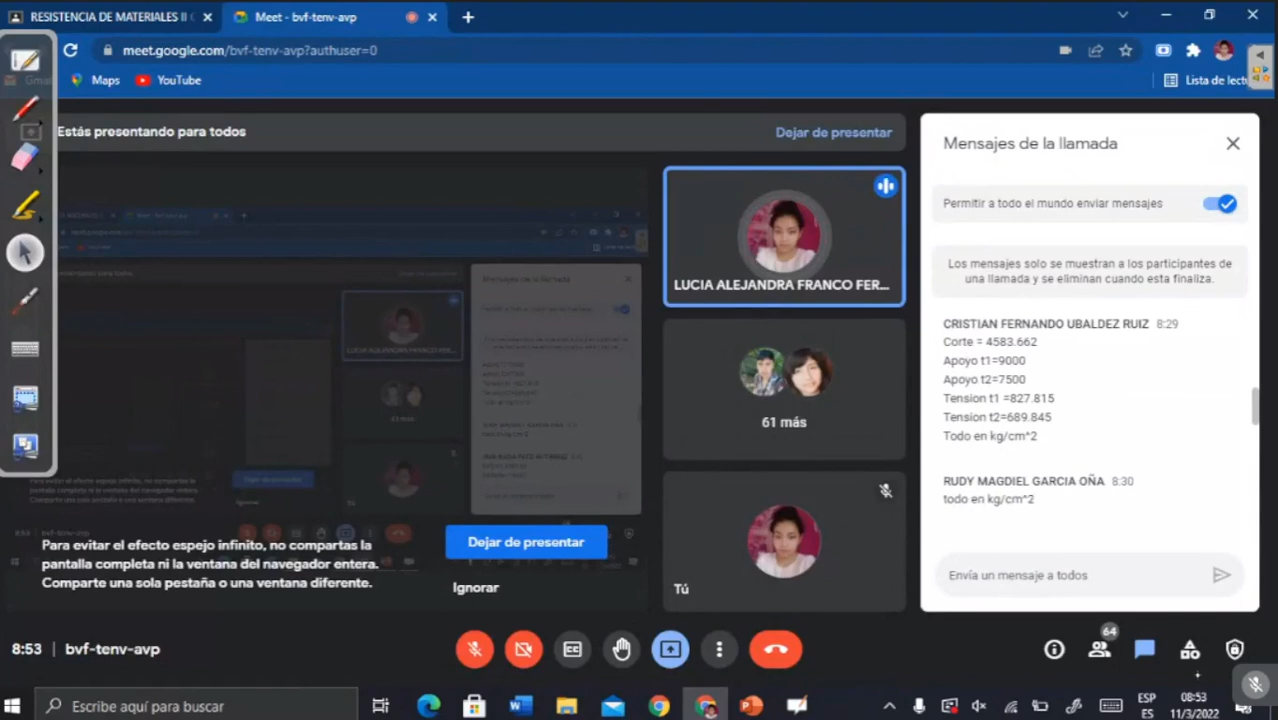 RESISTENCIA DE MATERIALES II (
Meet - bvf-tenv-avp
meet.google.com/bvf-tenv-avp?authuser=0
Gma
Maps
YouTube
Lista de lectu
Estás presentando para todos
Dejar de presentar
LUCIA ALEJANDRA FRANCO FER...
61 más
Tú
Para evitar el efecto espejo infinito, no compartas la
pantalla completa ni la ventana del navegador entera.
Comparte una sola pestaña o una ventana diferente.
Dejar de presentar
Ignorar
Mensajes de la llamada
Permitir a todo el mundo enviar mensajes
Los mensajes solo se muestran a los participantes de
una llamada y se eliminan cuando esta finaliza.
CRISTIAN FERNANDO UBALDEZ RUIZ 8:29
Corte = 4583.662
Apoyo t1=9000
Apoyo t2=7500
Tension t1 =827.815
Tension t2=689.845
Todo en kg/cm^2
RUDY MAGDIEL GARCIA OÑA 8:30
todo en kg/cm^2
Envía un mensaje a todos
8:53 bvf-tenv-avp
64
Escribe aquí para buscar
ESP
ES
08:53
11/3/2022